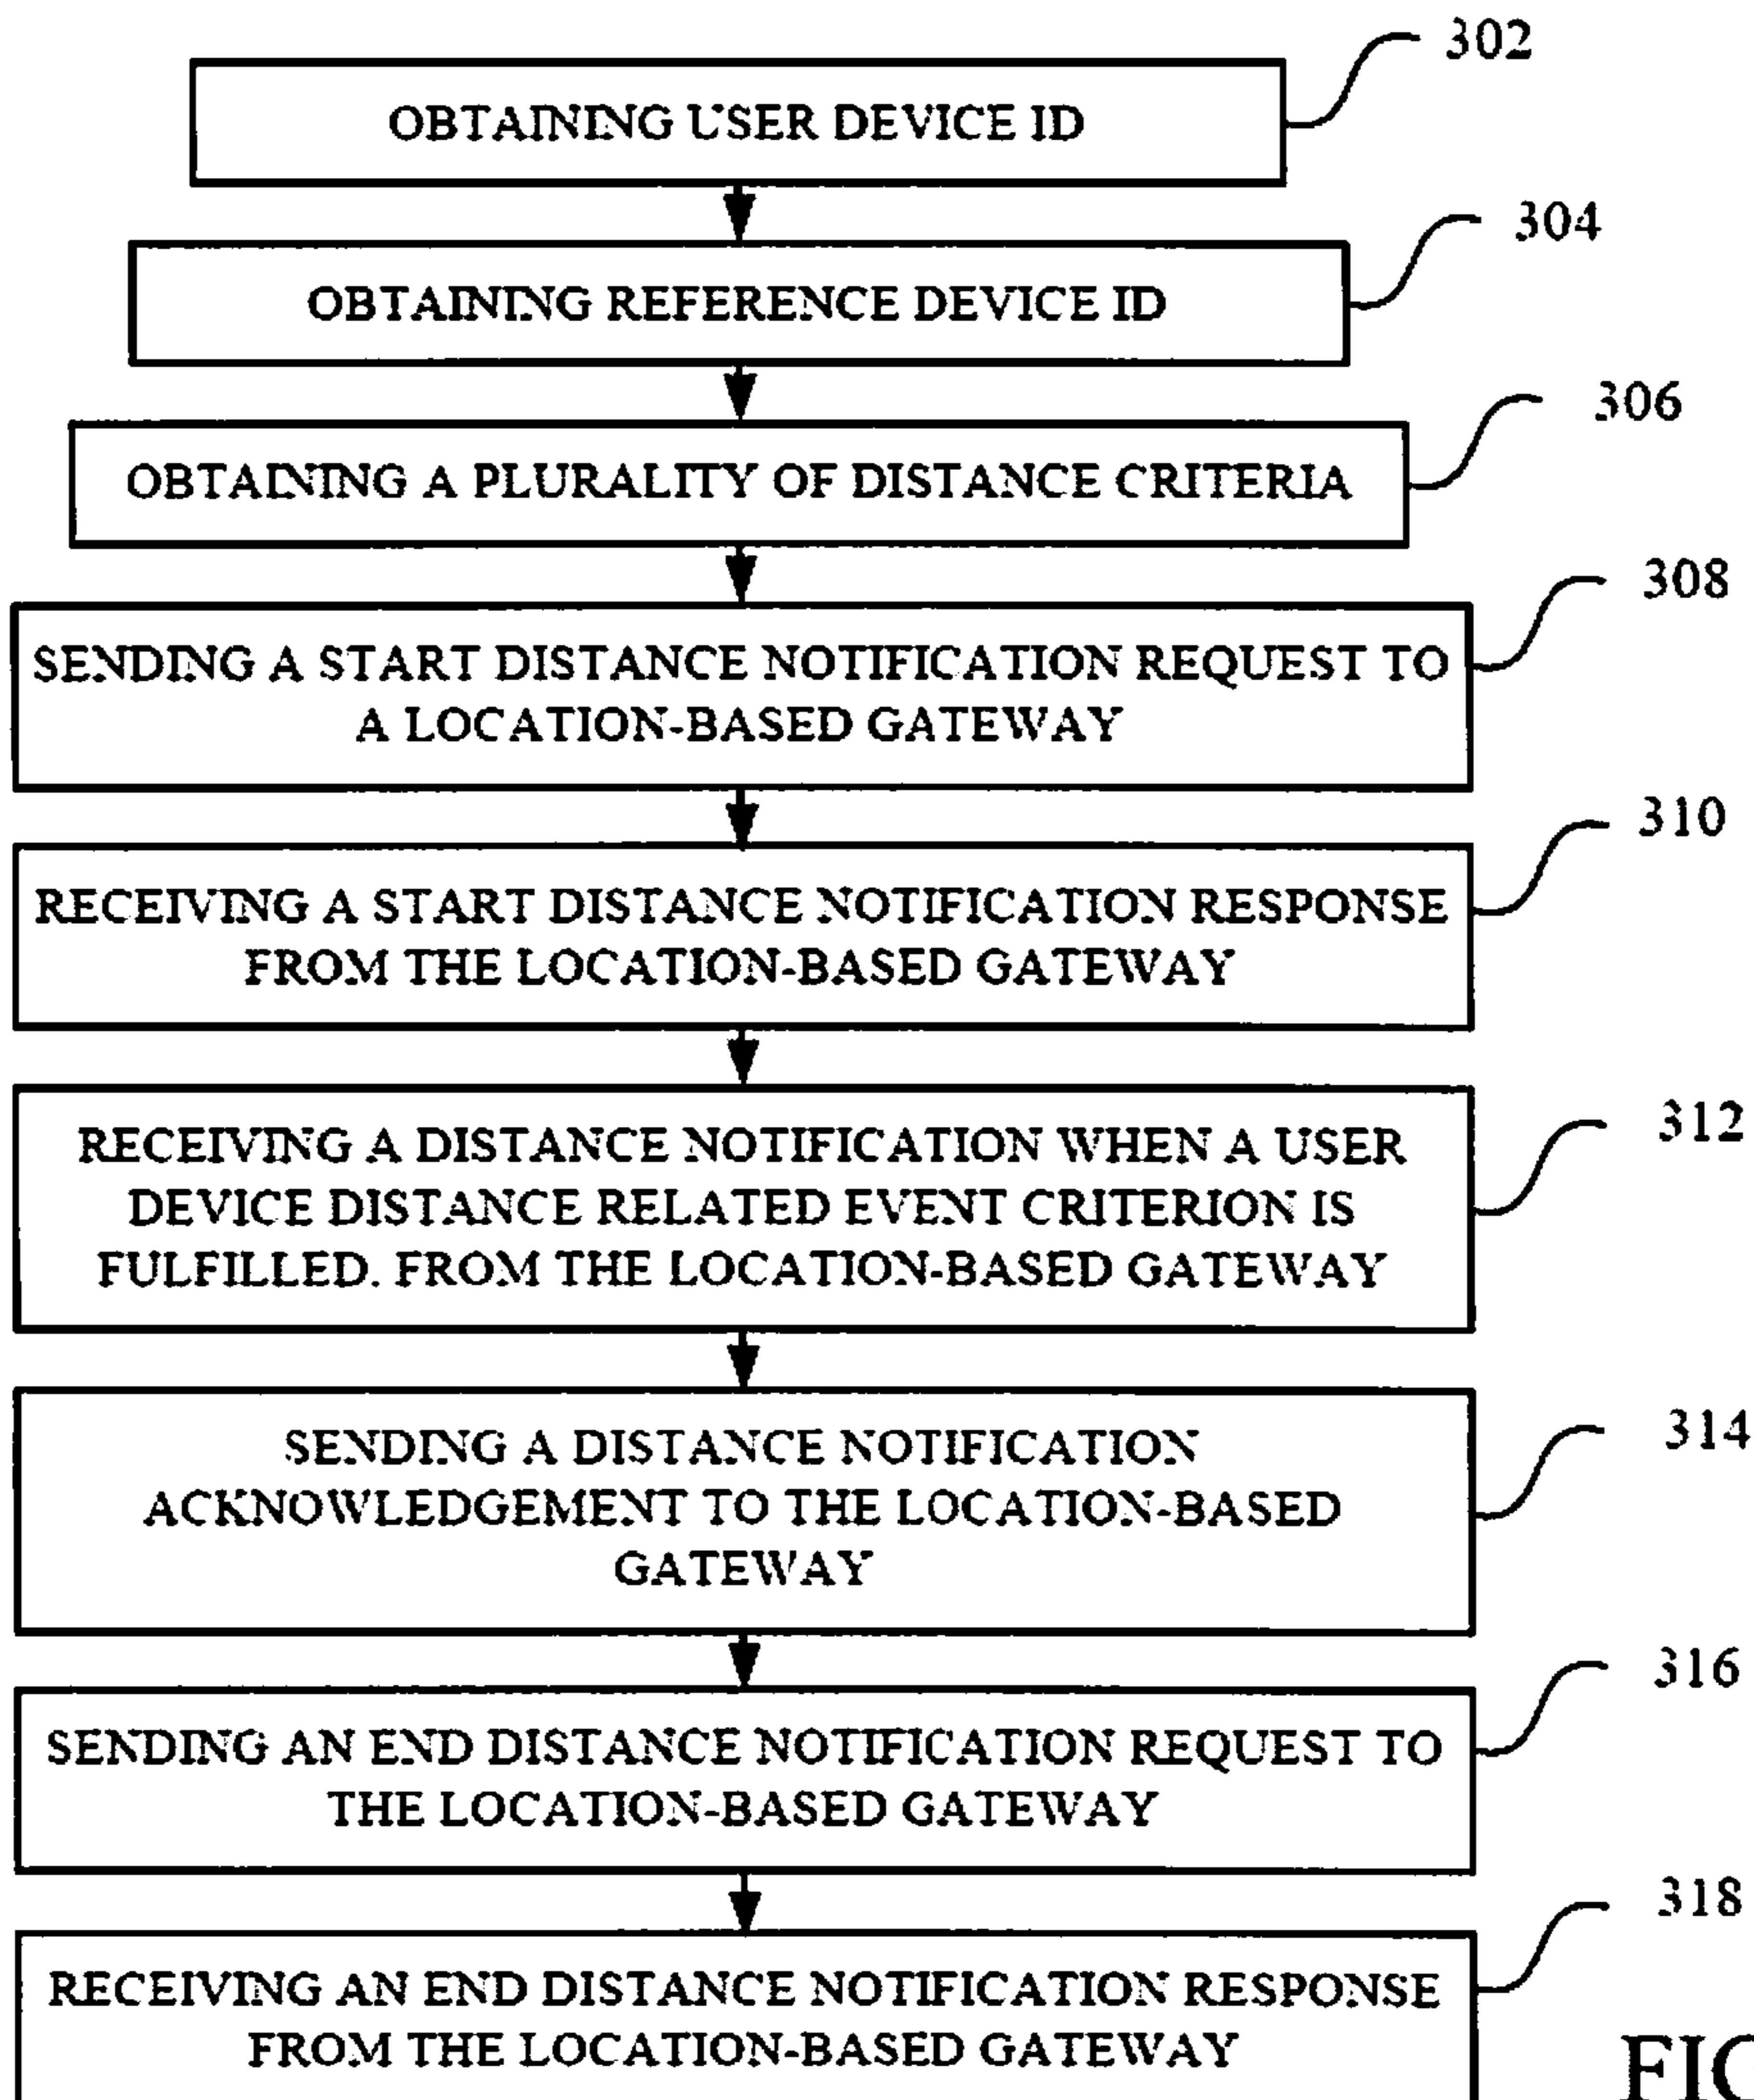 302
OBTAINING USER DEVICE ID
304
OBTAINING REFERENCE DEVICE ID
306
OBTAINING A PLURALITY OF DISTANCE CRITERIA
308
SENDING A START DISTANCE NOTIFICATION REQUEST TO
A LOCATION-BASED GATEWAY
310
RECEIVING A START DISTANCE NOTIFICATION RESPONSE
FROM THE LOCATION-BASED GATEWAY
312
RECEIVING A DISTANCE NOTIFICATION WHEN A USER
DEVICE DISTANCE RELATED EVENT CRITERION IS
FULFILLED. FROM THE LOCATION-BASED GATEWAY
314
SENDING A DISTANCE NOTIFICATION
ACKNOWLEDGEMENT TO THE LOCATION-BASED
GATEWAY
316
SENDING AN END DISTANCE NOTIFICATION REQUEST TO
THE LOCATION-BASED GATEWAY
318
RECEIVING AN END DISTANCE NOTIFICATION RESPONSE
FROM THE LOCATION-BASED GATEWAY